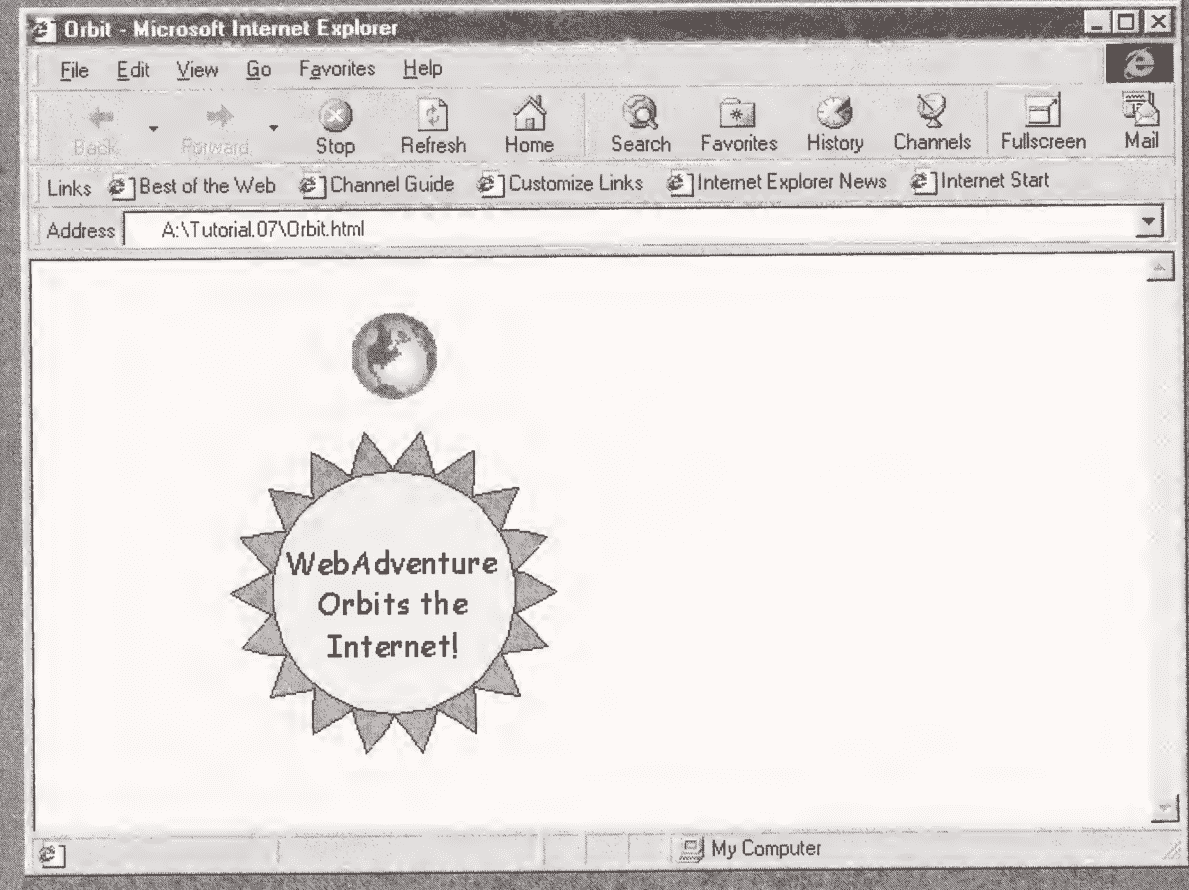 Orbit - Microsoft Internet Explorer
File Edit View Go Favorites Help
Back Forward Stop Refresh Home Search Favorites History Channels Fullscreen Mail
Links Best of the Web Channel Guide Customize Links Internet Explorer News Internet Start
Address A:\Tutorial.07\Orbit.html
WebAdventure
Orbits the
Internet!
My Computer